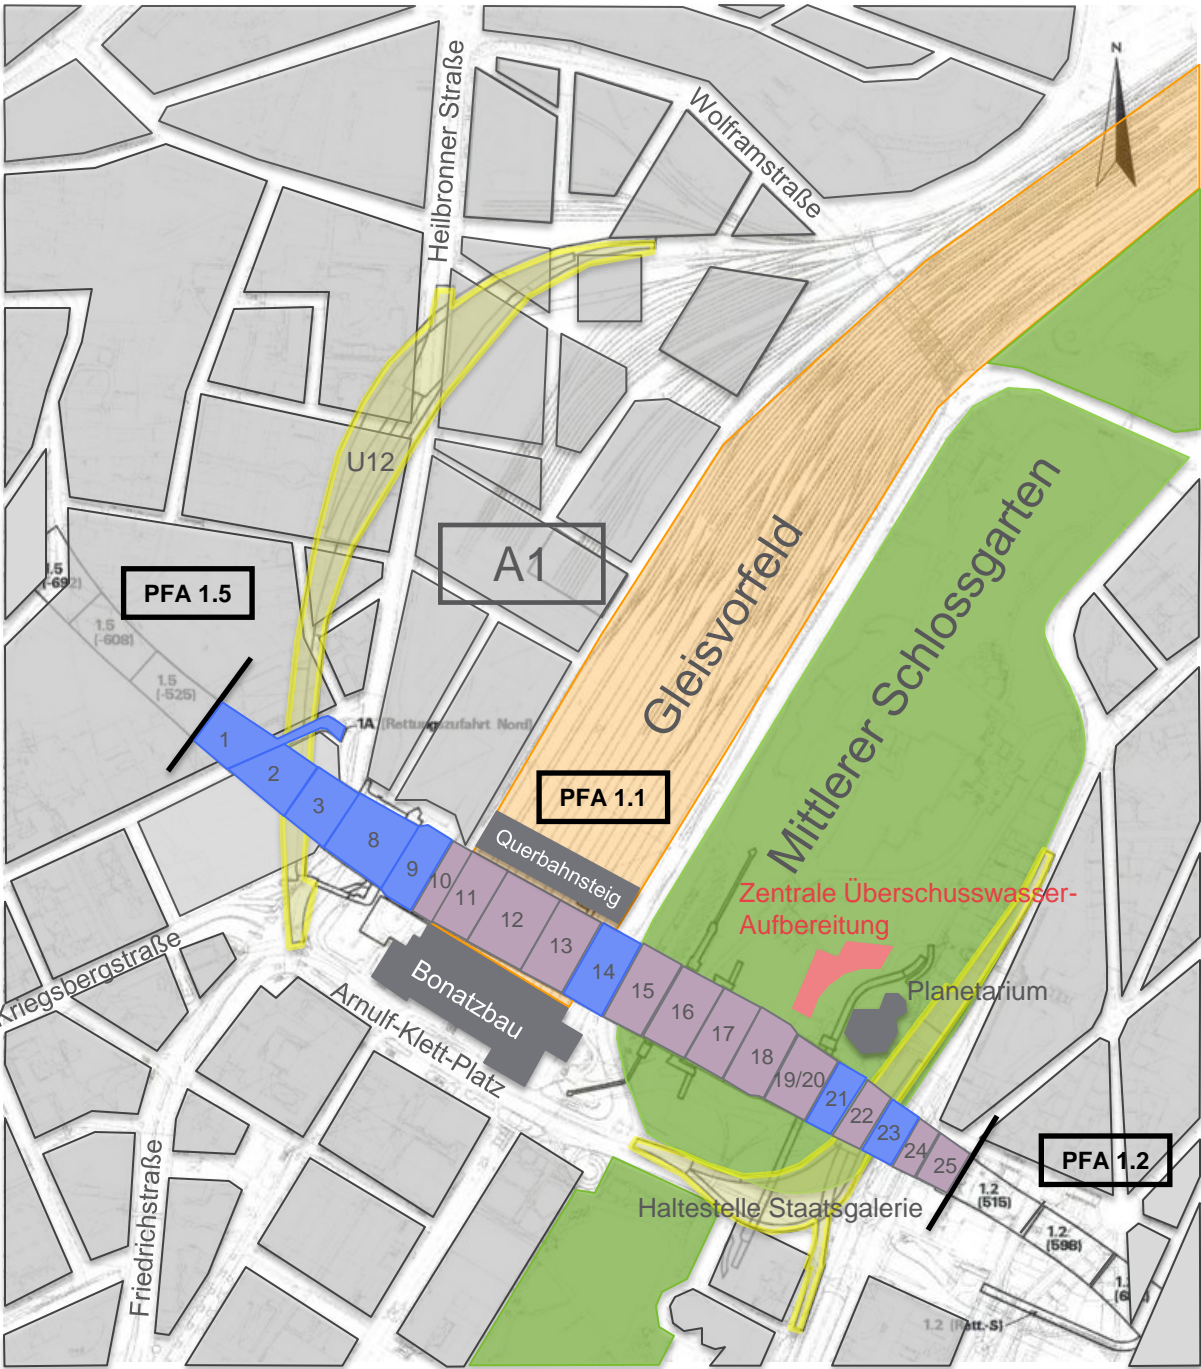 N
Heilbronner Straße
Wolframstraße
U12
A1
Gleisvorfeld
Mittlerer Schlossgarten
1.5
(-692)
PFA 1.5
1.5
(-608)
1.5
(-525)
1A (Rettungszufahrt Nord)
PFA 1.1
Querbahnsteig
1
2
3
8
9
10
11
12
13
14
15
16
17
18
19/20
21
22
23
24
25
Zentrale Überschusswasser-
Aufbereitung
Planetarium
Bonatzbau
Kriegsbergstraße
Arnulf-Klett-Platz
Friedrichstraße
Haltestelle Staatsgalerie
PFA 1.2
1.2
(515)
1.2
(598)
1.2 (Rett.-S)